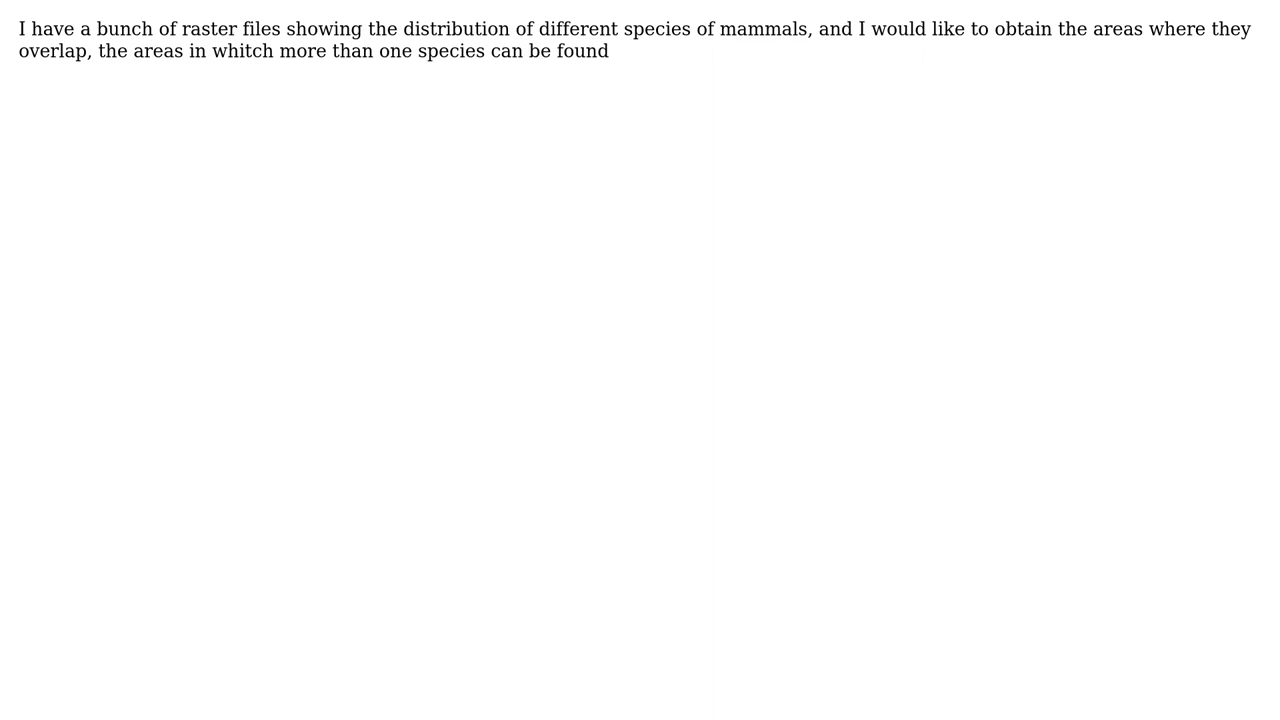 I have a bunch of raster files showing the distribution of different species of mammals, and I would like to obtain the areas where they
overlap, the areas in whitch more than one species can be found